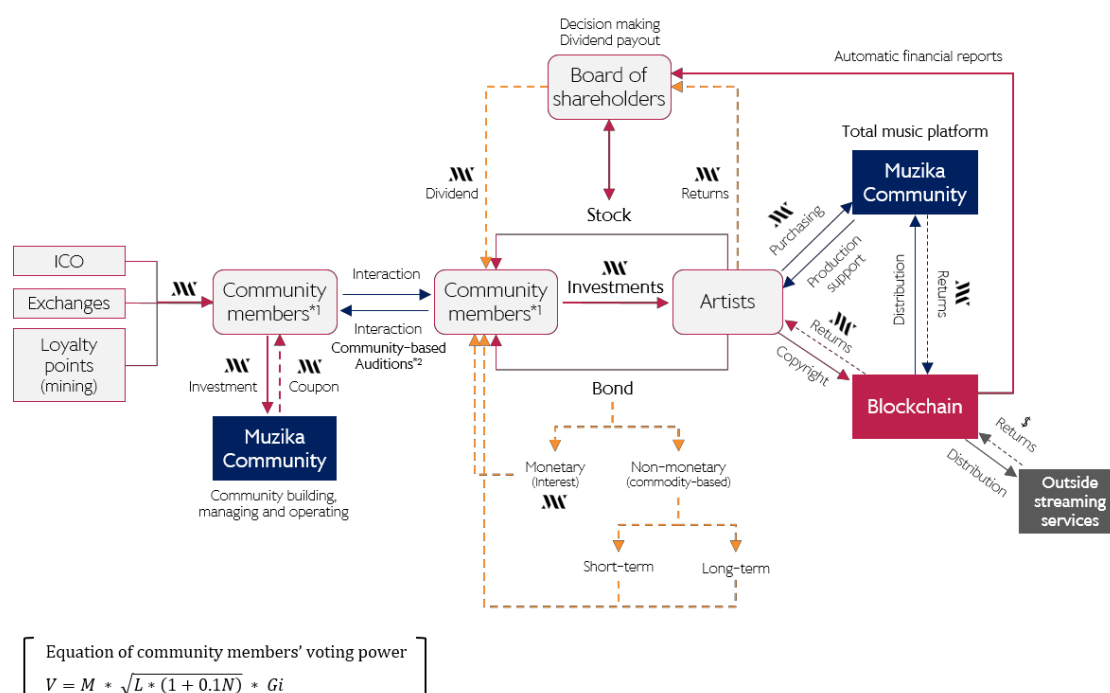 Decision making
Dividend payout
Board of
shareholders
Automatic financial reports
Total music platform
Muzika
Community
Dividend
Returns
Stock
Purchasing
Production
support
Distribution
Returns
ICO
Exchanges
Loyalty
points
(mining)
Community
members*1
Interaction
Interaction
Community-based
Auditions*2
Community
members*1
Investments
Artists
Returns
Copyright
Investment
Coupon
Muzika
Community
Community building,
managing and operating
Bond
Monetary
(Interest)
Non-monetary
(commodity-based)
Short-term
Long-term
Blockchain
$
Returns
Distribution
Outside
streaming
services
Equation of community members' voting power
V = M * √L * (1 + 0.1N) * Gi